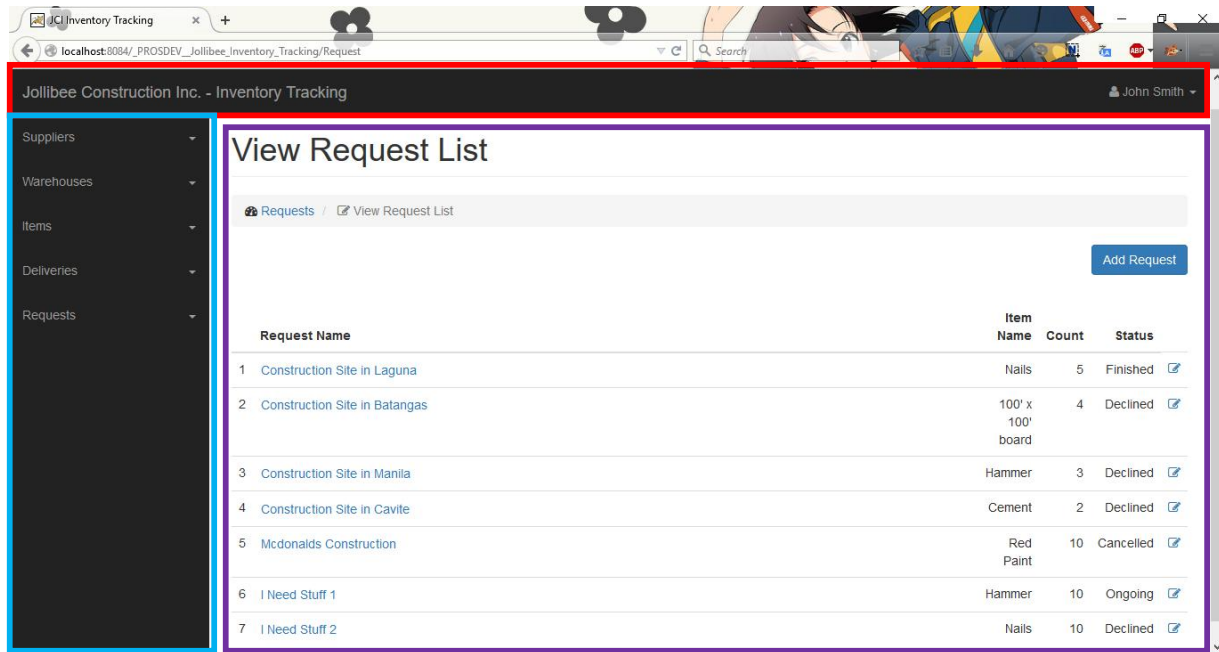 JCI Inventory Tracking
localhost:8084/_PROSDEV_Jollibee_Inventory_Tracking/Request
Search
ABP
Jollibee Construction Inc. - Inventory Tracking
John Smith
Suppliers
Warehouses
Items
Deliveries
Requests
View Request List
Requests / View Request List
Add Request
Request Name Item Name Count Status
1 Construction Site in Laguna Nails 5 Finished
2 Construction Site in Batangas 100' x 100' board 4 Declined
3 Construction Site in Manila Hammer 3 Declined
4 Construction Site in Cavite Cement 2 Declined
5 Mcdonalds Construction Red Paint 10 Cancelled
6 I Need Stuff 1 Hammer 10 Ongoing
7 I Need Stuff 2 Nails 10 Declined